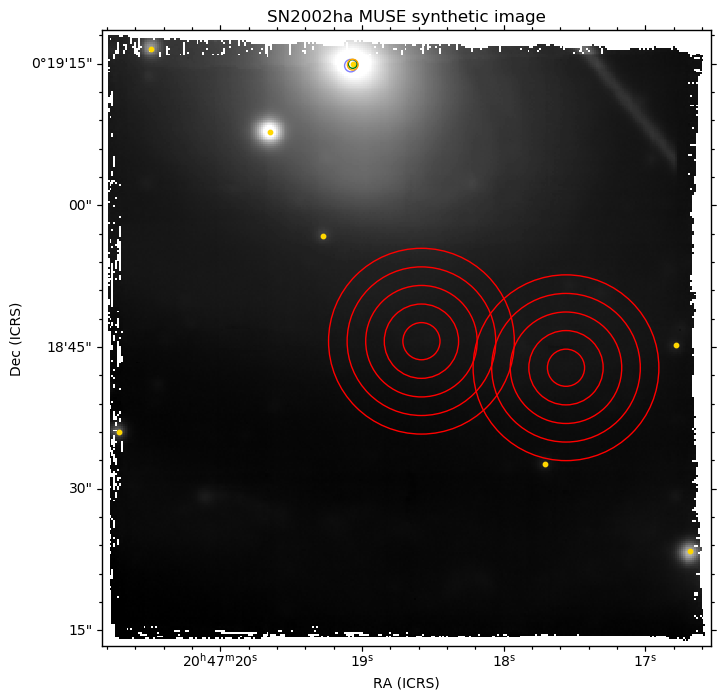 SN2002ha MUSE synthetic image
0°19'15"
00"
18'45"
30"
15"
20ʰ47ᵐ20ˢ 19ˢ 18ˢ 17ˢ
RA (ICRS)
Dec (ICRS)